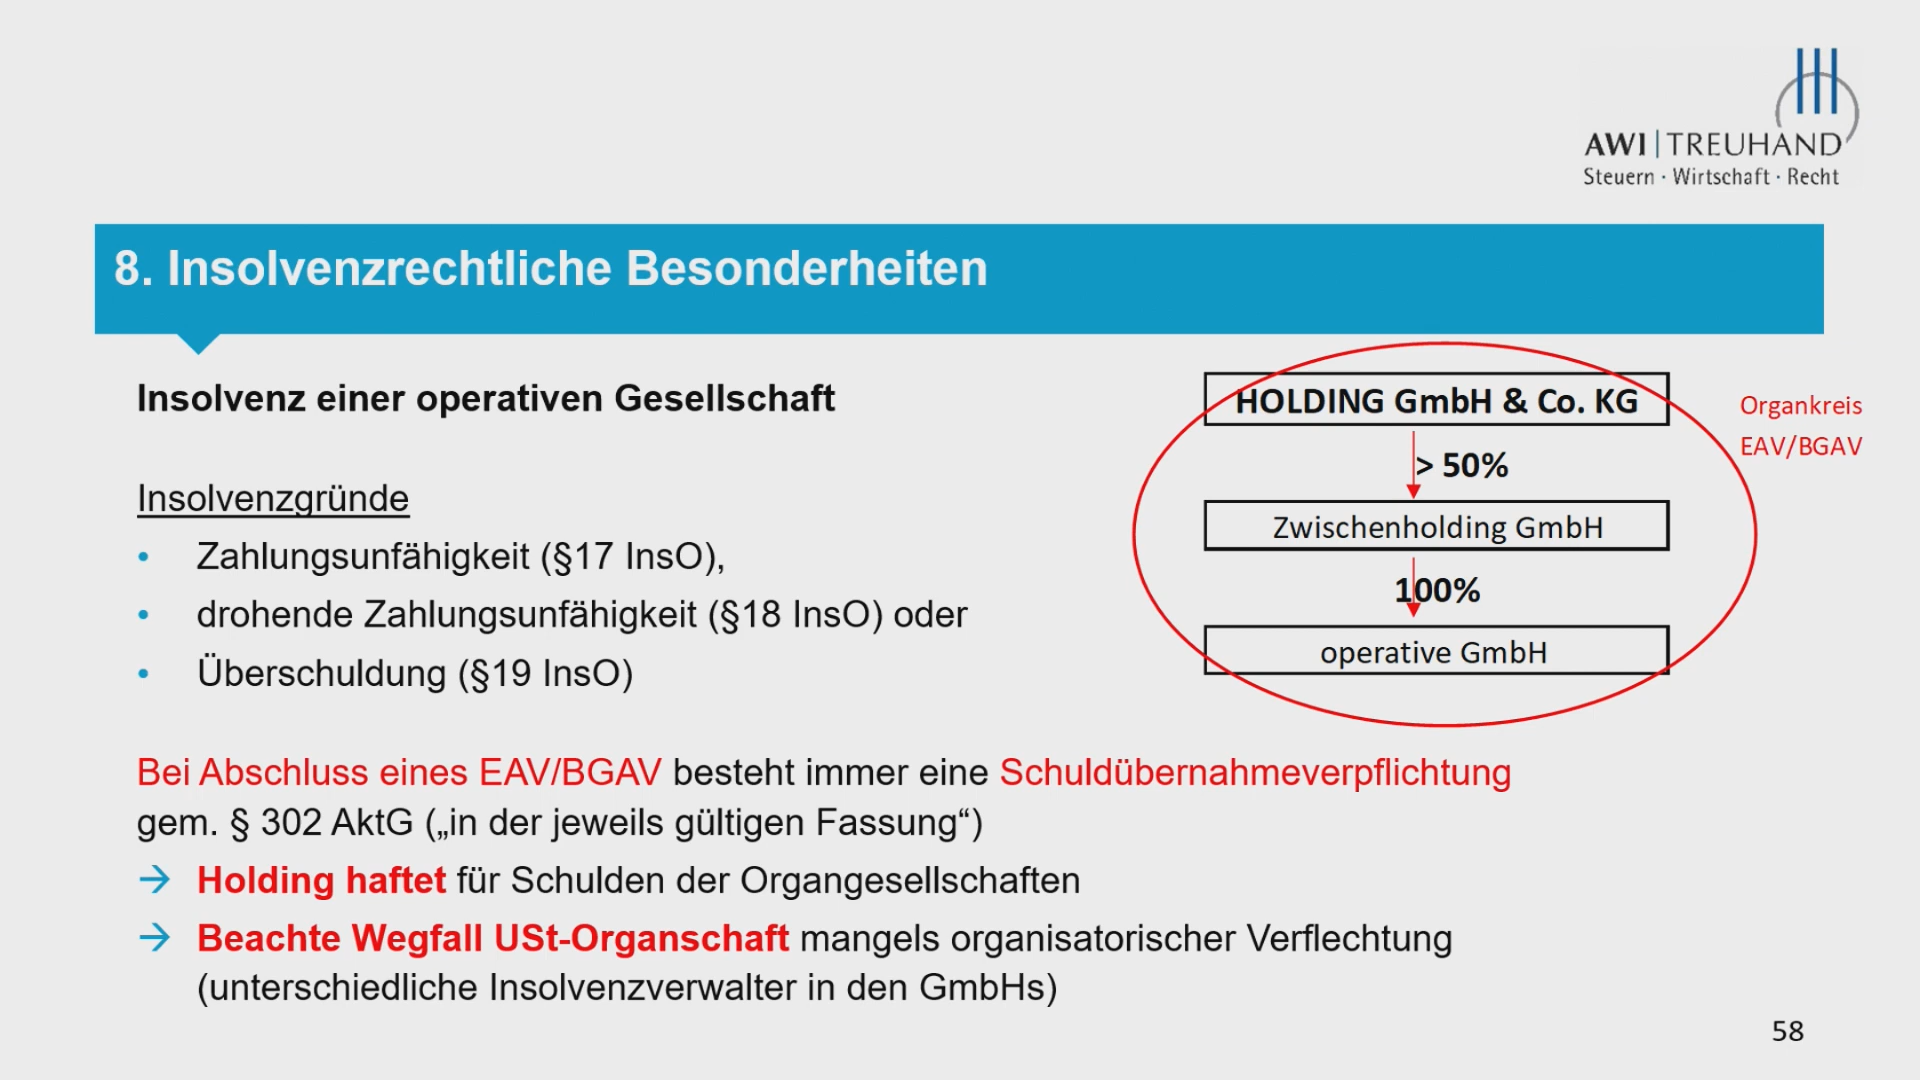 AWI|TREUHAND
Steuern · Wirtschaft · Recht
8. Insolvenzrechtliche Besonderheiten
Insolvenz einer operativen Gesellschaft
Insolvenzgründe
• Zahlungsunfähigkeit (§17 InsO),
• drohende Zahlungsunfähigkeit (§18 InsO) oder
• Überschuldung (§19 InsO)
HOLDING GmbH & Co. KG
> 50%
Zwischenholding GmbH
100%
operative GmbH
Organkreis
EAV/BGAV
Bei Abschluss eines EAV/BGAV besteht immer eine Schuldübernahmeverpflichtung
gem. § 302 AktG („in der jeweils gültigen Fassung“)
→ Holding haftet für Schulden der Organgesellschaften
→ Beachte Wegfall USt-Organschaft mangels organisatorischer Verflechtung
(unterschiedliche Insolvenzverwalter in den GmbHs)
58